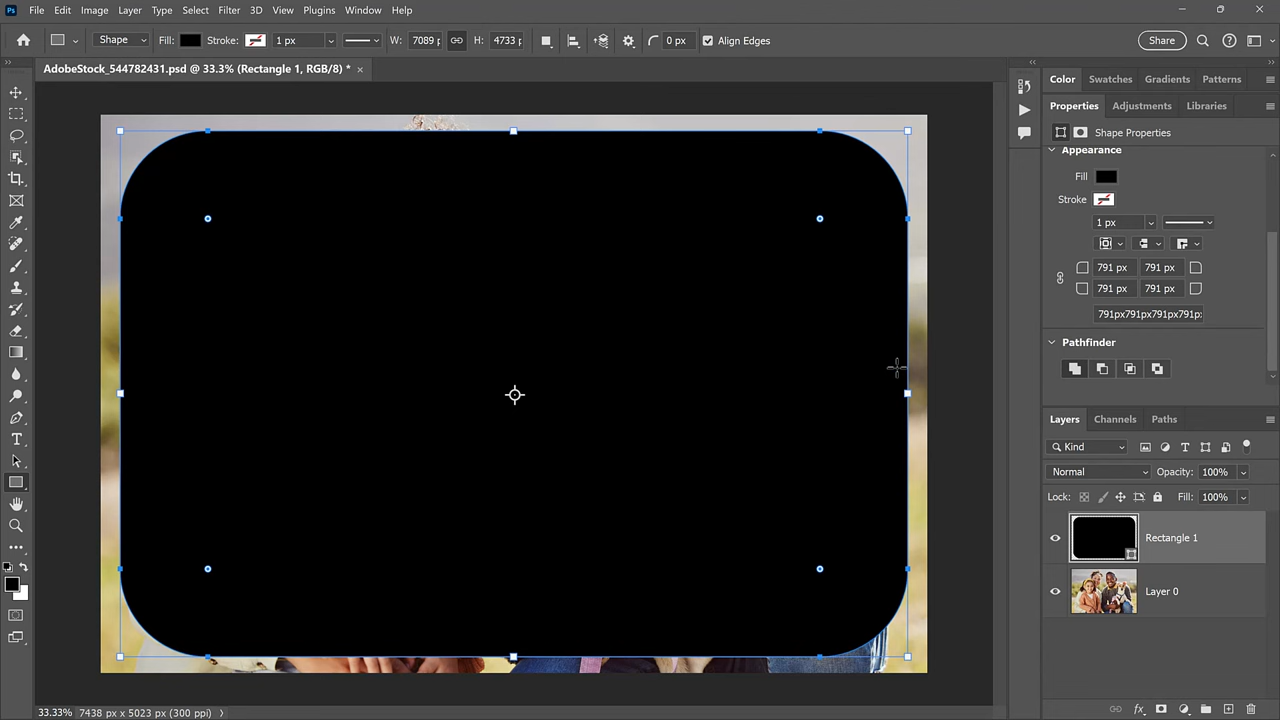 Ps File Edit Image Layer Type Select Filter 3D View Plugins Window Help
Shape Fill: Stroke: 1 px W: 7089 p H: 4733 p 0 px Align Edges Share
AdobeStock_544782431.psd @ 33.3% (Rectangle 1, RGB/8) * ×
Color Swatches Gradients Patterns
Properties Adjustments Libraries
Shape Properties
Appearance
Fill
Stroke
1 px
791 px 791 px
791 px 791 px
791px791px791px791p:
Pathfinder
Layers Channels Paths
Kind
Normal Opacity: 100%
Lock: Fill: 100%
Rectangle 1
Layer 0
33.33% 7438 px x 5023 px (300 ppi)